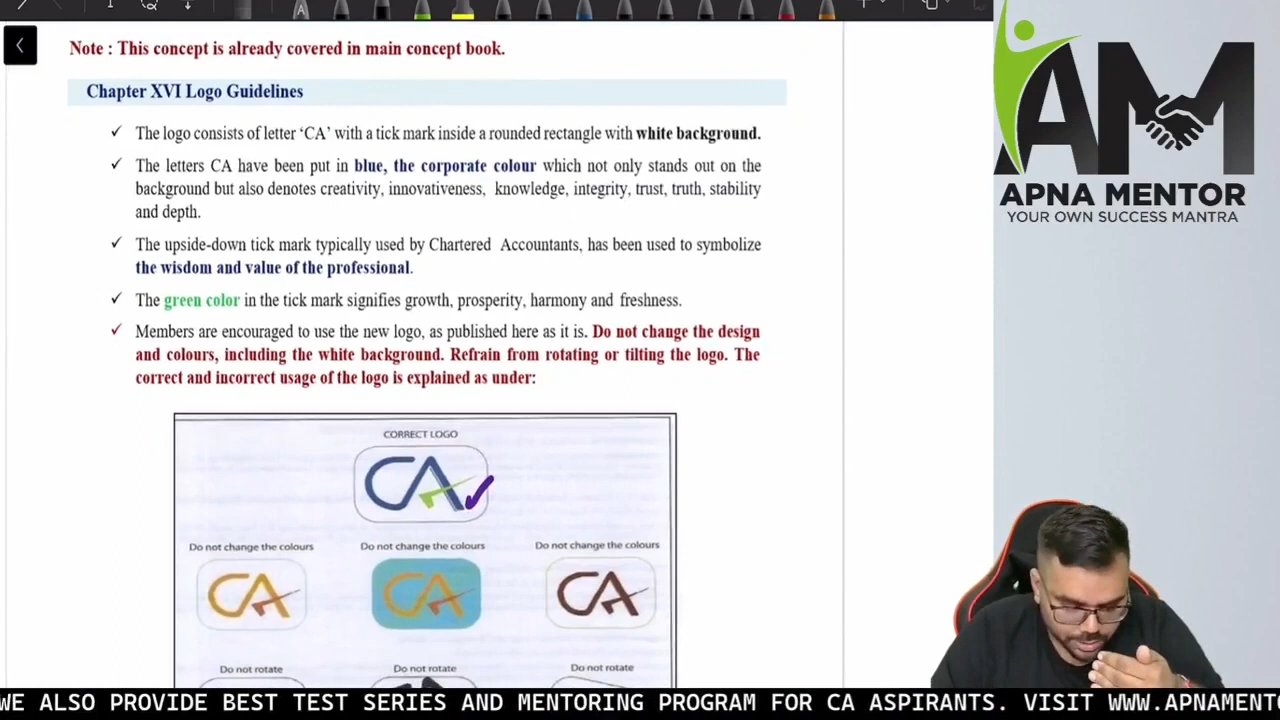 Note : This concept is already covered in main concept book.
Chapter XVI Logo Guidelines
✓ The logo consists of letter ‘CA’ with a tick mark inside a rounded rectangle with white background.
✓ The letters CA have been put in blue, the corporate colour which not only stands out on the
background but also denotes creativity, innovativeness, knowledge, integrity, trust, truth, stability
and depth.
✓ The upside-down tick mark typically used by Chartered Accountants, has been used to symbolize
the wisdom and value of the professional.
✓ The green color in the tick mark signifies growth, prosperity, harmony and freshness.
✓ Members are encouraged to use the new logo, as published here as it is. Do not change the design
and colours, including the white background. Refrain from rotating or tilting the logo. The
correct and incorrect usage of the logo is explained as under:
CORRECT LOGO
CA
Do not change the colours Do not change the colours Do not change the colours
CA CA CA
Do not rotate Do not rotate Do not rotate
AM
APNA MENTOR
YOUR OWN SUCCESS MANTRA
WE ALSO PROVIDE BEST TEST SERIES AND MENTORING PROGRAM FOR CA ASPIRANTS. VISIT WWW.APNAMENT